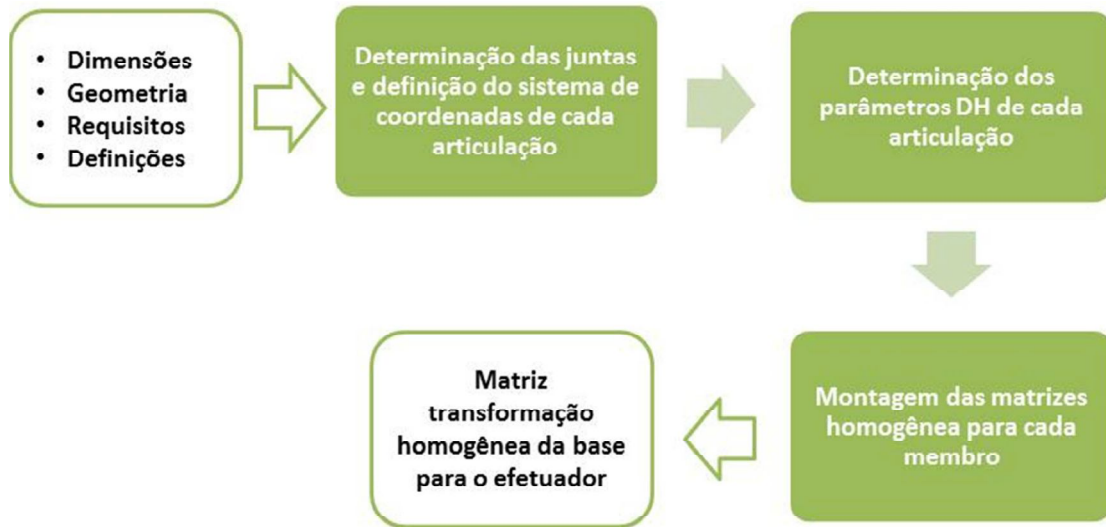 • Dimensões
• Geometria
• Requisitos
• Definições
Determinação das juntas
e definição do sistema de
coordenadas de cada
articulação
Determinação dos
parâmetros DH de cada
articulação
Montagem das matrizes
homogênea para cada
membro
Matriz
transformação
homogênea da base
para o efetuador